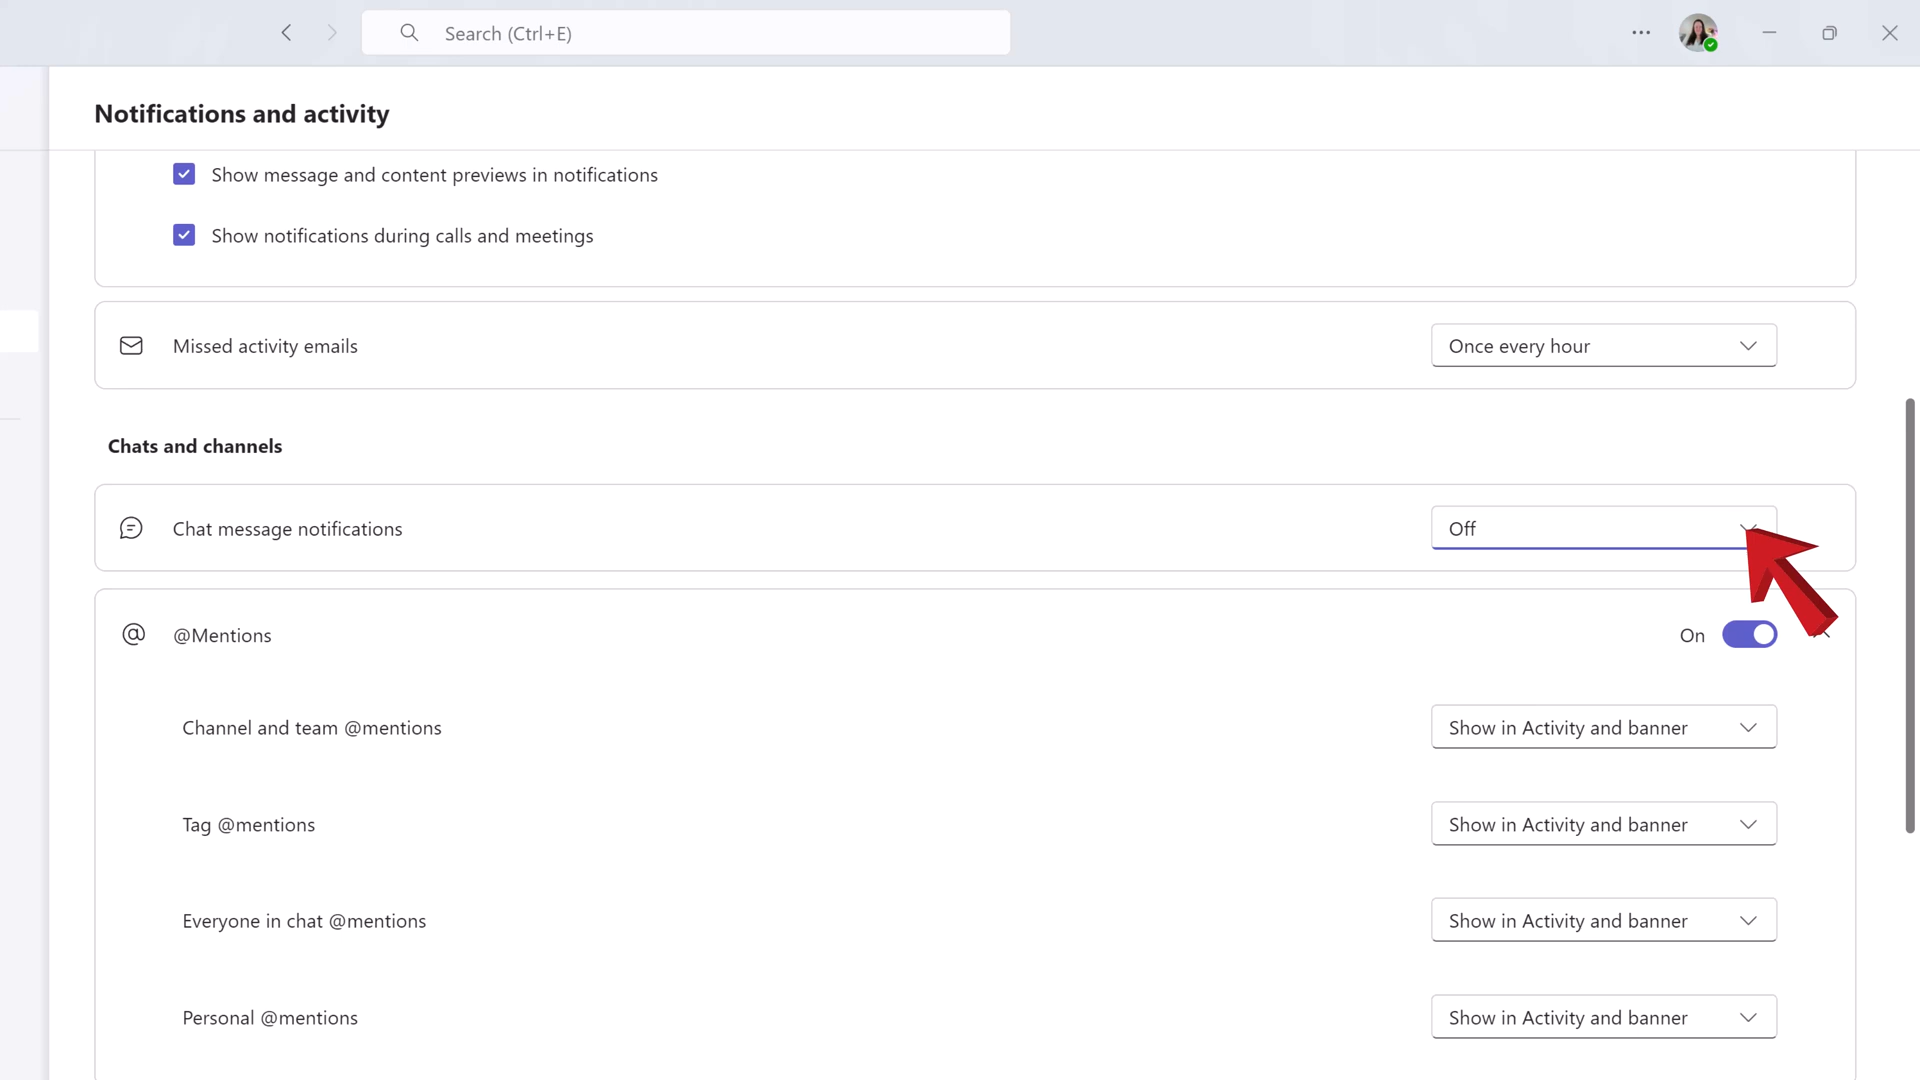 Search (Ctrl+E)
Notifications and activity
Show message and content previews in notifications
Show notifications during calls and meetings
Missed activity emails
Once every hour
Chats and channels
Chat message notifications
Off
@Mentions
On
Channel and team @mentions
Show in Activity and banner
Tag @mentions
Show in Activity and banner
Everyone in chat @mentions
Show in Activity and banner
Personal @mentions
Show in Activity and banner